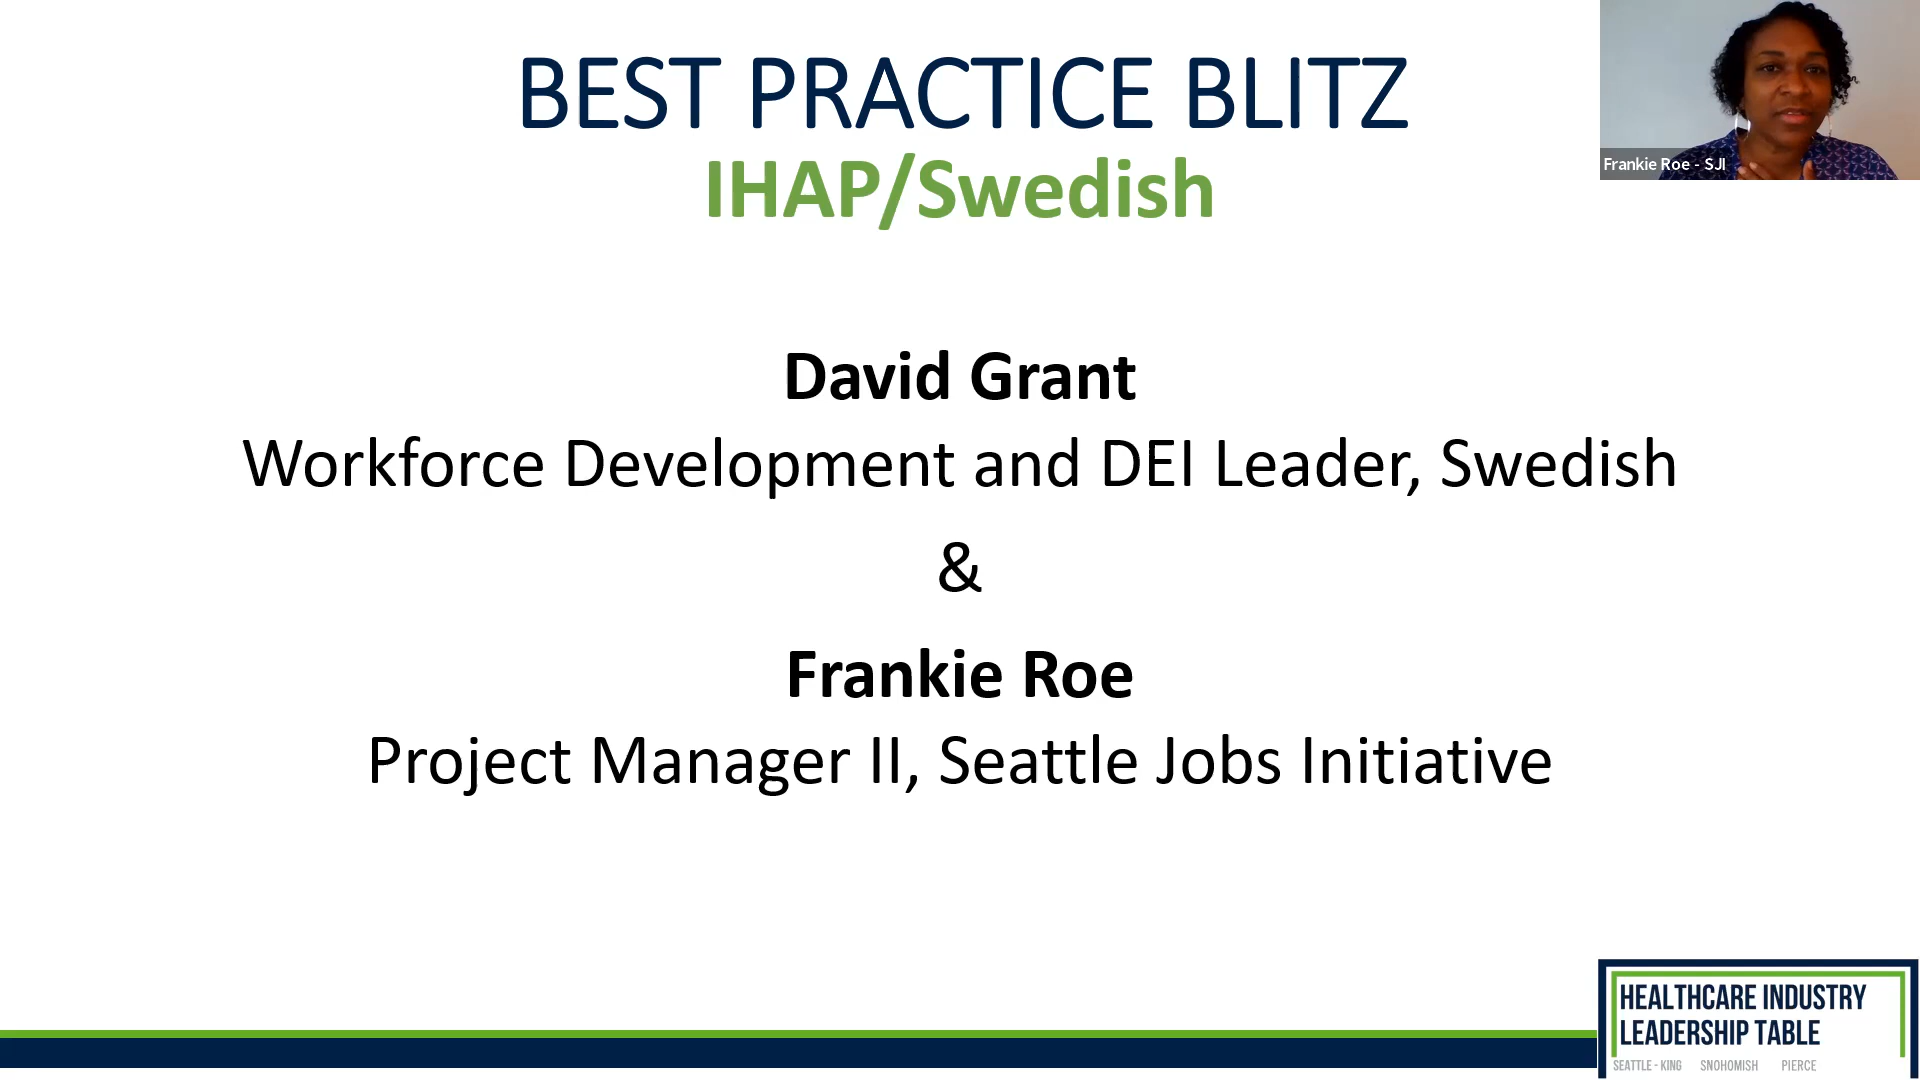 BEST PRACTICE BLITZ
IHAP/Swedish
Frankie Roe - SJI
David Grant
Workforce Development and DEI Leader, Swedish
&
Frankie Roe
Project Manager II, Seattle Jobs Initiative
HEALTHCARE INDUSTRY
LEADERSHIP TABLE
SEATTLE - KING SNOHOMISH PIERCE